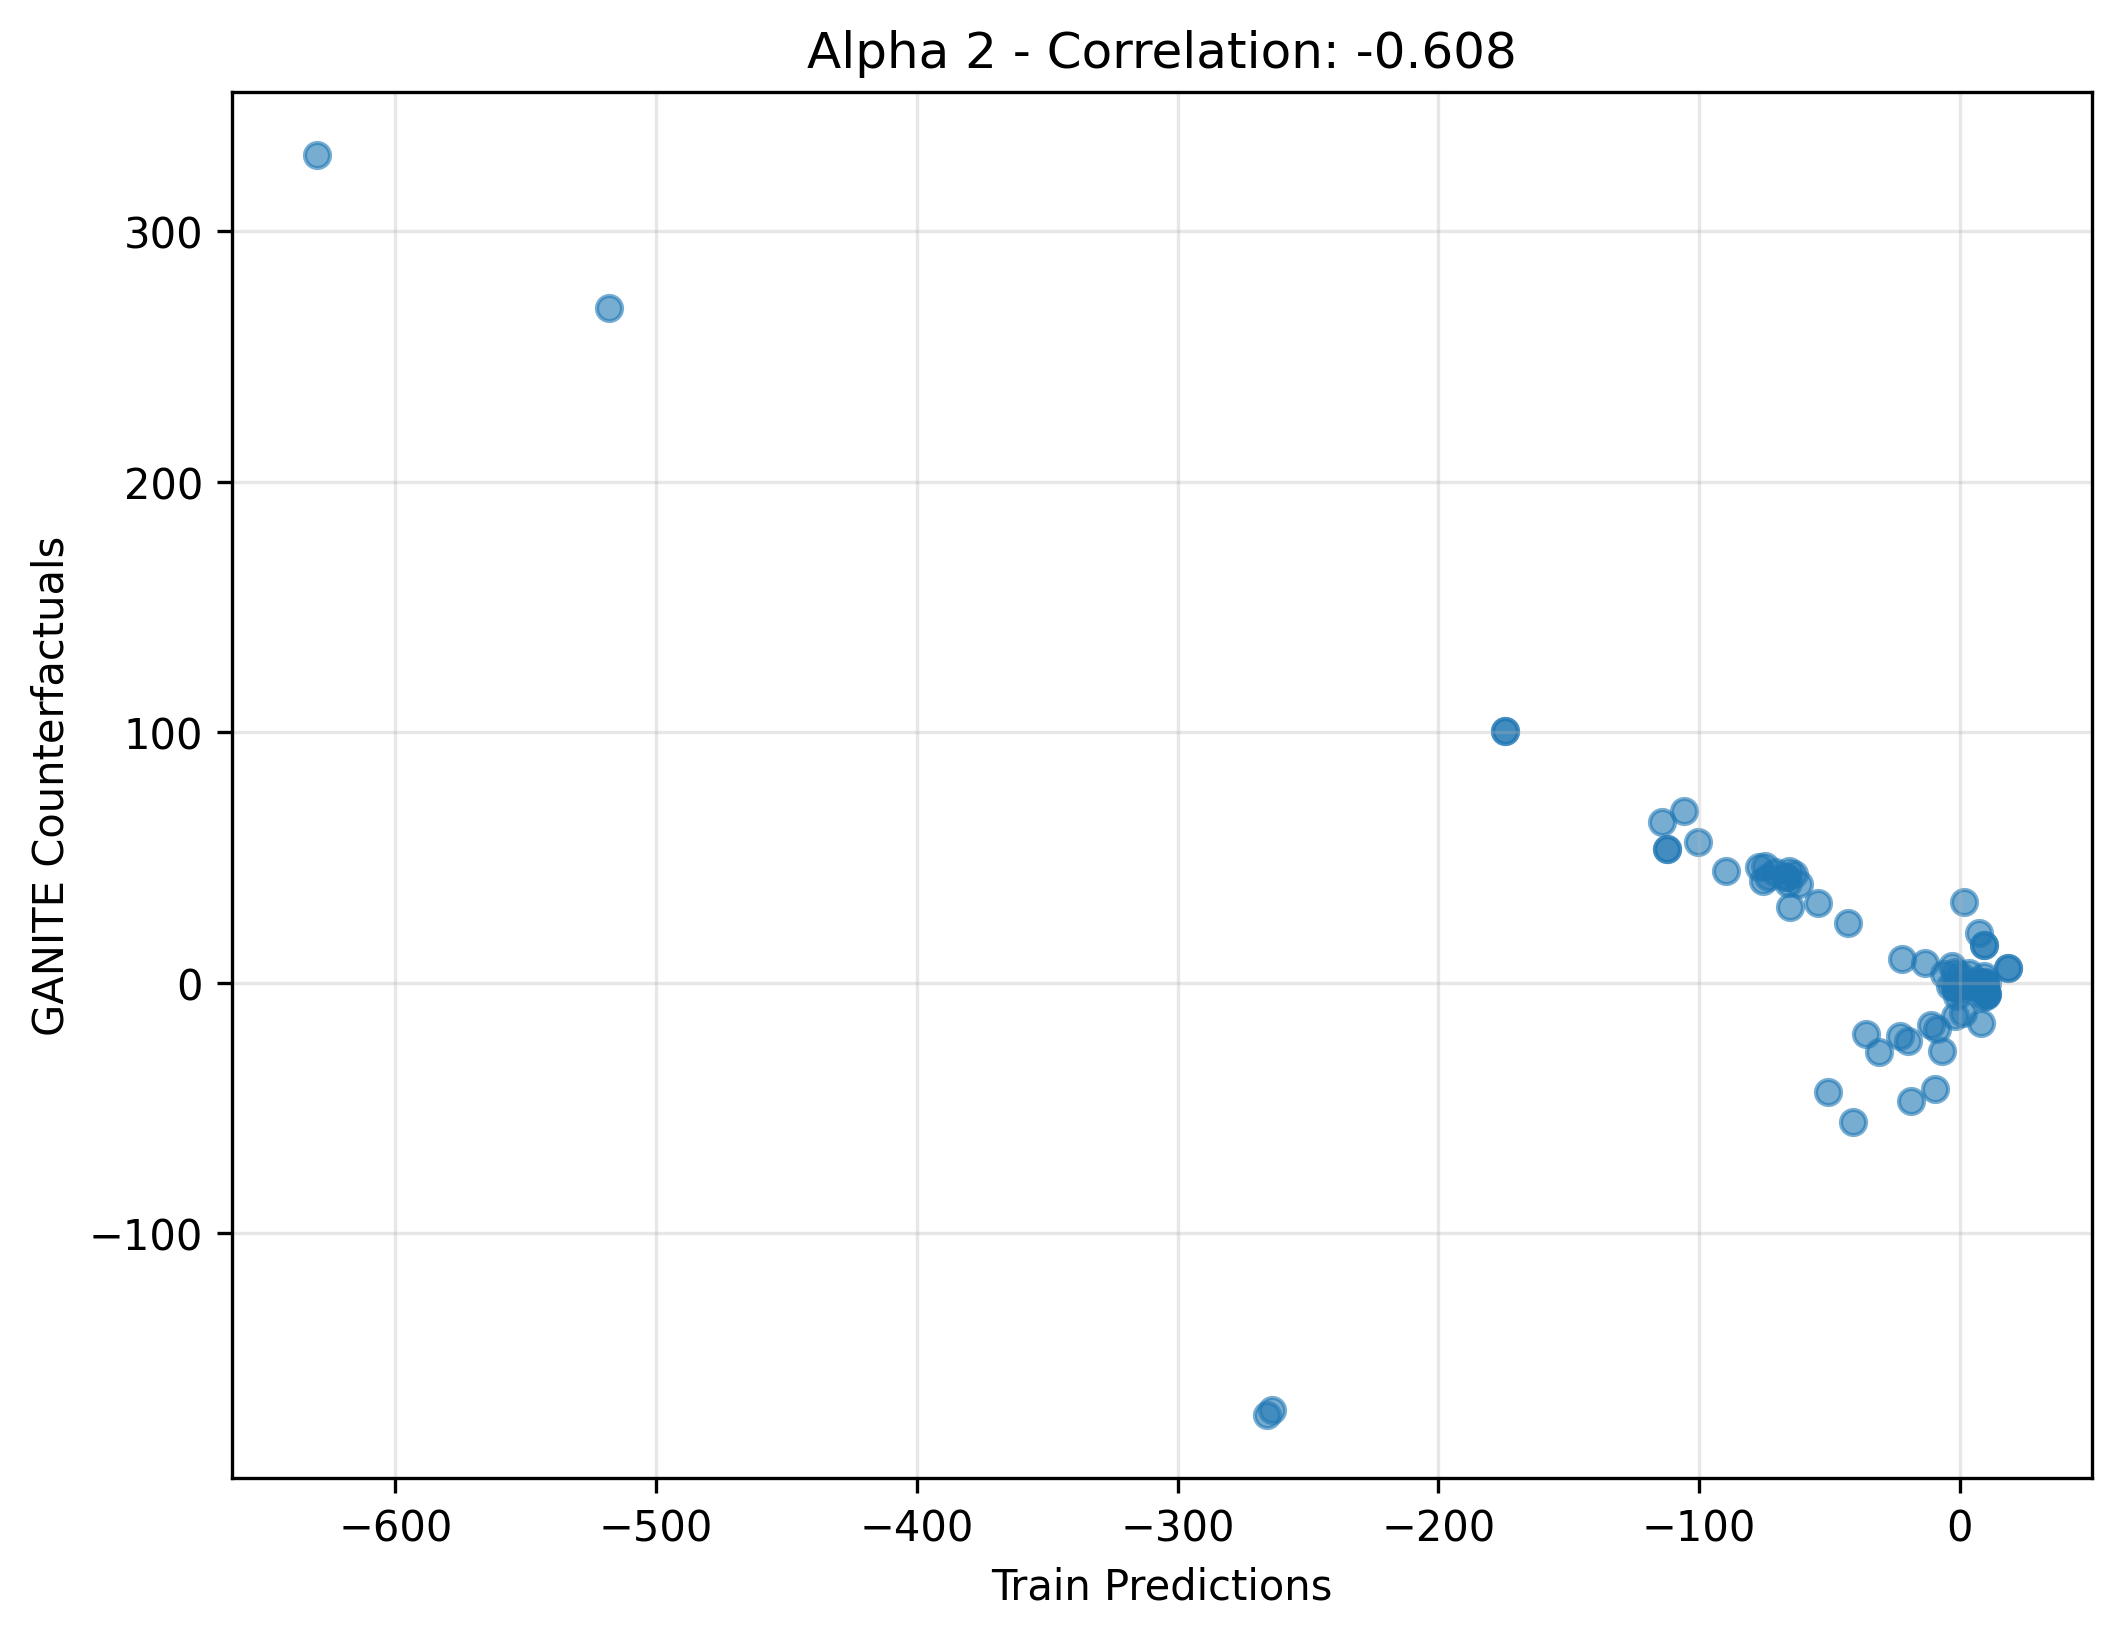 Alpha 2 - Correlation: -0.608
300
200
100
0
−100
GANITE Counterfactuals
−600 −500 −400 −300 −200 −100 0
Train Predictions